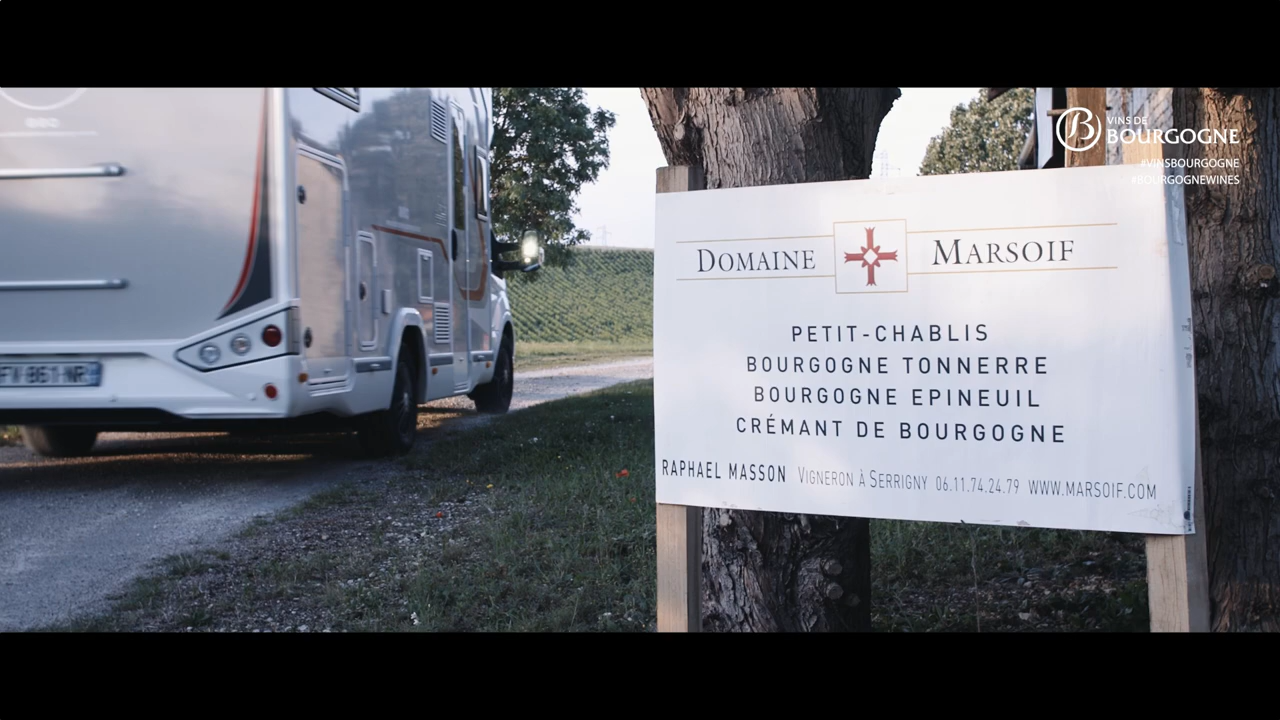 VINS DE
BOURGOGNE
#VINSBOURGOGNE
#BOURGOGNEWINES
DOMAINE MARSOIF
PETIT-CHABLIS
BOURGOGNE TONNERRE
BOURGOGNE EPINEUIL
CRÉMANT DE BOURGOGNE
RAPHAEL MASSON VIGNERON À SERRIGNY 06.11.74.24.79 WWW.MARSOIF.COM
FV 861 NR